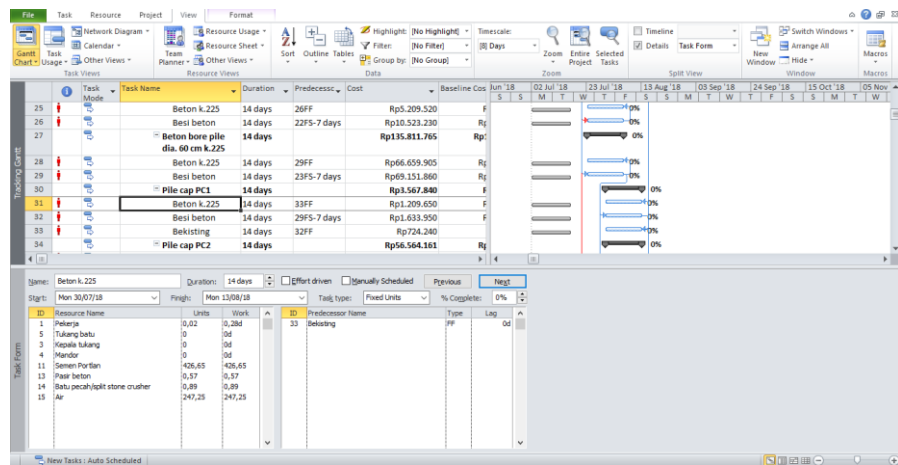 File Task Resource Project View Format
Gantt Chart Task Usage Network Diagram Calendar Other Views Team Planner Resource Usage Resource Sheet Other Views Sort Outline Tables Highlight: [No Highlight] Filter: [No Filter] Group by: [No Group] Timescale: [8] Days Zoom Entire Project Selected Tasks Timeline Details Task Form New Window Switch Windows Arrange All Hide Macros
Task Views Resource Views Data Zoom Split View Window Macros
Task Mode Task Name Duration Predecessc Cost Baseline Cos Jun '18 02 Jul '18 23 Jul '18 13 Aug '18 03 Sep '18 24 Sep '18 15 Oct '18 05 Nov
S S M T W T F S S M T W T F S S M T W
25 Beton k.225 14 days 26FF Rp5.209.520 F 0%
26 Besi beton 14 days 22FS-7 days Rp10.523.230 R 0%
27 Beton bore pile dia. 60 cm k.225 14 days Rp135.811.765 Rp: 0%
28 Beton k.225 14 days 29FF Rp66.659.905 Rp 0%
29 Besi beton 14 days 23FS-7 days Rp69.151.860 Rp 0%
30 Pile cap PC1 14 days Rp3.567.840 F 0%
31 Beton k.225 14 days 33FF Rp1.209.650 F 0%
32 Besi beton 14 days 29FS-7 days Rp1.633.950 F 0%
33 Bekisting 14 days 32FF Rp724.240 0%
34 Pile cap PC2 14 days Rp56.564.161 Rp 0%
Tracking Gantt
Name: Beton k.225 Duration: 14 days Effort driven Manually Scheduled Previous Next
Start: Mon 30/07/18 Finish: Mon 13/08/18 Task type: Fixed Units % Complete: 0%
ID Resource Name Units Work ID Predecessor Name Type Lag
1 Pekerja 0,02 0,28d 33 Bekisting FF 0d
5 Tukang batu 0 0d
3 Kepala tukang 0 0d
4 Mandor 0 0d
11 Semen Portlan 426,65 426,65
13 Pasir beton 0,57 0,57
14 Batu pecah/split stone crusher 0,89 0,89
15 Air 247,25 247,25
Task Form
New Tasks : Auto Scheduled